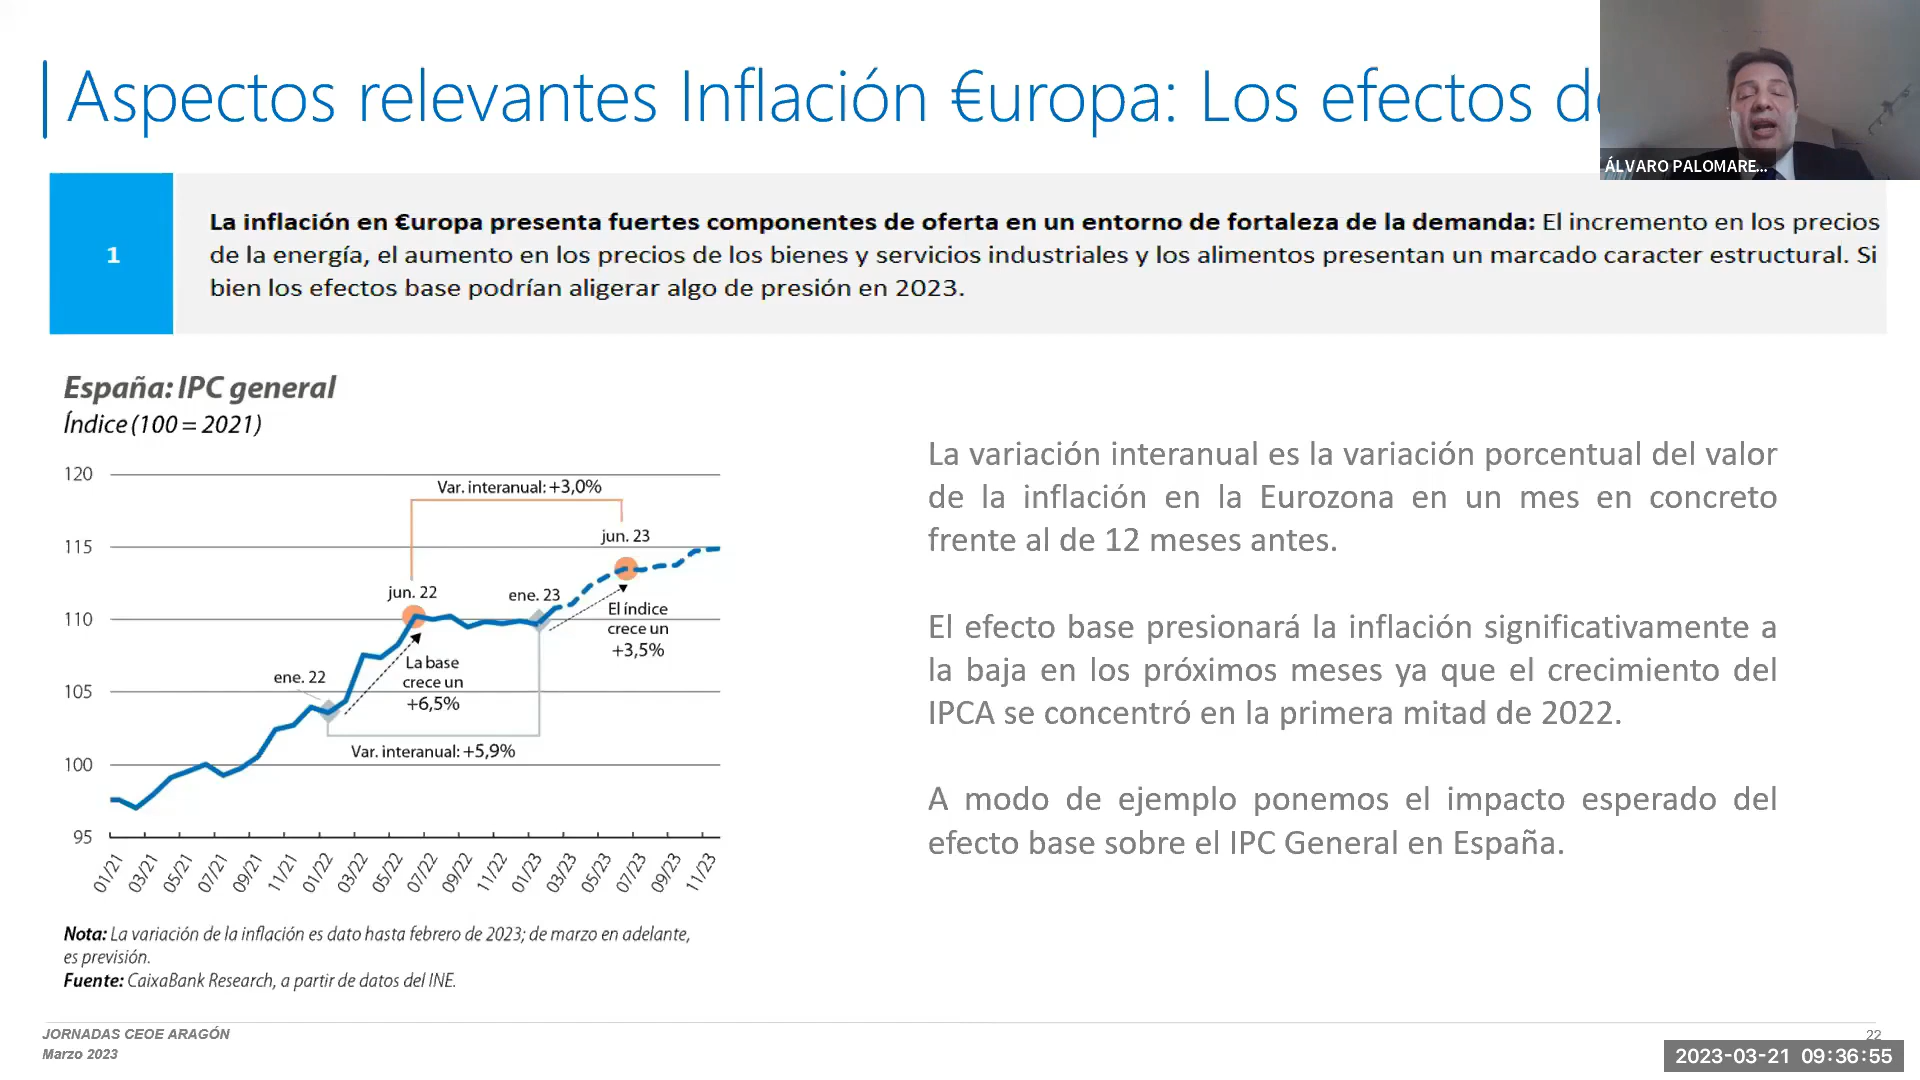 Aspectos relevantes Inflación €uropa: Los efectos
ÁLVARO PALOMARE...
1
La inflación en €uropa presenta fuertes componentes de oferta en un entorno de fortaleza de la demanda: El incremento en los precios
de la energía, el aumento en los precios de los bienes y servicios industriales y los alimentos presentan un marcado caracter estructural. Si
bien los efectos base podrían aligerar algo de presión en 2023.
España: IPC general
Índice (100 = 2021)
120
115
110
105
100
95
Var. interanual: +3,0%
jun. 23
jun. 22
ene. 23
El índice
crece un
+3,5%
La base
crece un
+6,5%
ene. 22
Var. interanual: +5,9%
01/21
03/21
05/21
07/21
09/21
11/21
01/22
03/22
05/22
07/22
09/22
11/22
01/23
03/23
05/23
07/23
09/23
11/23
Nota: La variación de la inflación es dato hasta febrero de 2023; de marzo en adelante,
es previsión.
Fuente: CaixaBank Research, a partir de datos del INE.
La variación interanual es la variación porcentual del valor
de la inflación en la Eurozona en un mes en concreto
frente al de 12 meses antes.
El efecto base presionará la inflación significativamente a
la baja en los próximos meses ya que el crecimiento del
IPCA se concentró en la primera mitad de 2022.
A modo de ejemplo ponemos el impacto esperado del
efecto base sobre el IPC General en España.
JORNADAS CEOE ARAGÓN
Marzo 2023
22
2023-03-21 09:36:55